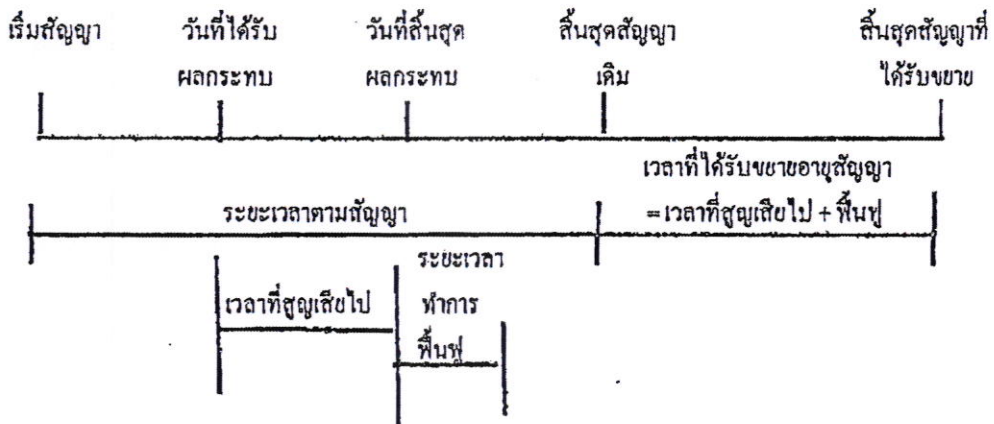 เริ่มสัญญา วันที่ได้รับ วันที่สิ้นสุด สิ้นสุดสัญญา สิ้นสุดสัญญาที่
ผลกระทบ ผลกระทบ เดิม ได้รับขยาย
เวลาที่ได้รับขยายอายุสัญญา
ระยะเวลาตามสัญญา = เวลาที่สูญเสียไป + ฟื้นฟู
ระยะเวลา
เวลาที่สูญเสียไป ทำการ
ฟื้นฟู